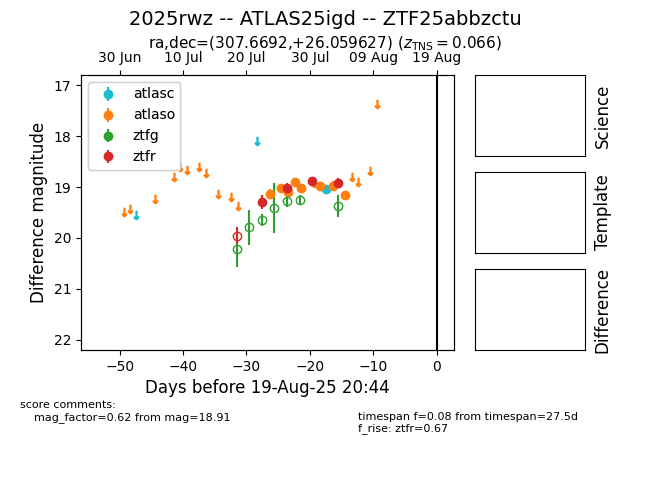 2025rwz -- ATLAS25igd -- ZTF25abbzctu
ra,dec=(307.6692,+26.059627) (z_TNS = 0.066)
30 Jun 10 Jul 20 Jul 30 Jul 09 Aug 19 Aug
atlasc
atlaso
ztfg
ztfr
17
18
19
20
21
22
Difference magnitude
−50 −40 −30 −20 −10 0
Days before 19-Aug-25 20:44
Science
Template
Difference
score comments:
mag_factor=0.62 from mag=18.91
timespan f=0.08 from timespan=27.5d
f_rise: ztfr=0.67